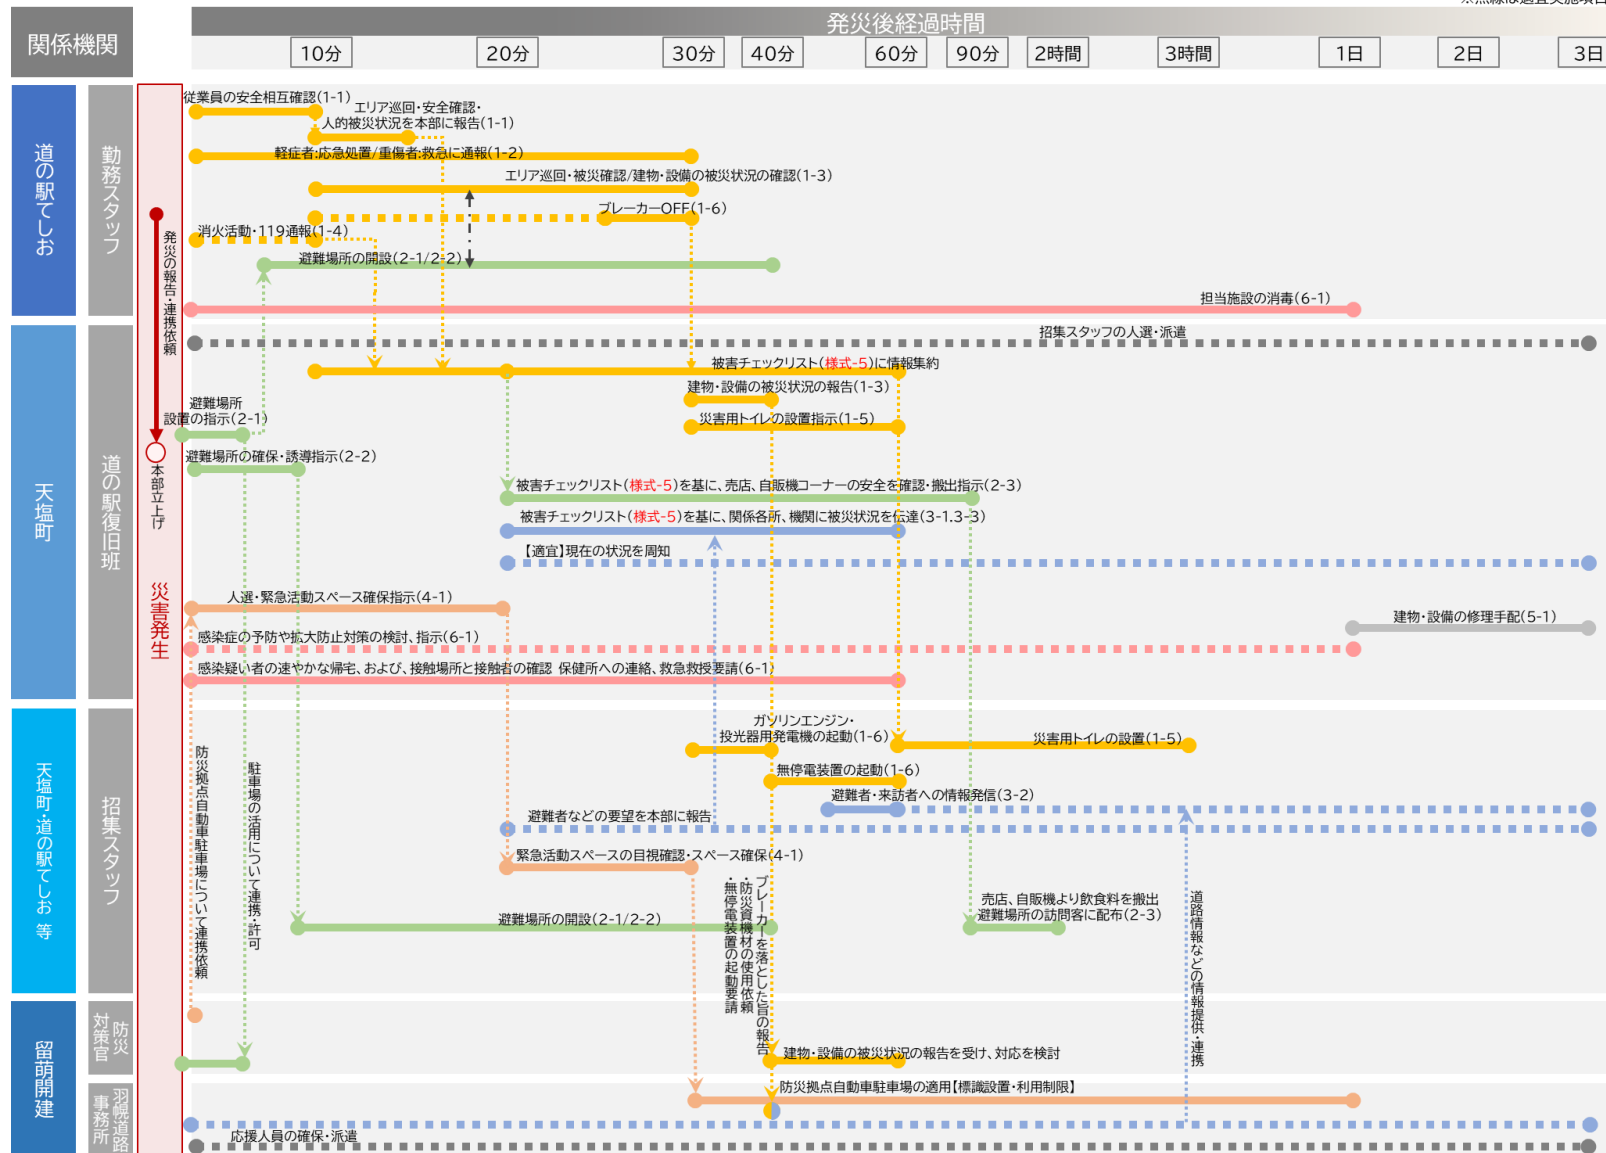 ※点線は適宜実施項目
関係機関
発災後経過時間
10分
20分
30分
40分
60分
90分
2時間
3時間
1日
2日
3日
道の駅てしお
勤務スタッフ
従業員の安全相互確認(1-1)
エリア巡回・安全確認・
人的被災状況を本部に報告(1-1)
軽症者:応急処置/重傷者:救急に通報(1-2)
エリア巡回・被災確認/建物・設備の被災状況の確認(1-3)
ブレーカーOFF(1-6)
消火活動・119通報(1-4)
避難場所の開設(2-1/2-2)
担当施設の消毒(6-1)
発災の報告・連携依頼
本部立上げ
災害発生
天塩町
道の駅復旧班
招集スタッフの人選・派遣
被害チェックリスト(様式-5)に情報集約
建物・設備の被災状況の報告(1-3)
避難場所
設置の指示(2-1)
災害用トイレの設置指示(1-5)
避難場所の確保・誘導指示(2-2)
被害チェックリスト(様式-5)を基に、売店、自販機コーナーの安全を確認・搬出指示(2-3)
被害チェックリスト(様式-5)を基に、関係各所、機関に被災状況を伝達(3-1.3-3)
【適宜】現在の状況を周知
人選・緊急活動スペース確保指示(4-1)
建物・設備の修理手配(5-1)
感染症の予防や拡大防止対策の検討、指示(6-1)
感染疑い者の速やかな帰宅、および、接触場所と接触者の確認 保健所への連絡、救急救授要請(6-1)
天塩町・道の駅てしお 等
招集スタッフ
ガソリンエンジン・
投光器用発電機の起動(1-6)
災害用トイレの設置(1-5)
無停電装置の起動(1-6)
避難者・来訪者への情報発信(3-2)
避難者などの要望を本部に報告
緊急活動スペースの目視確認・スペース確保(4-1)
避難場所の開設(2-1/2-2)
売店、自販機より飲食料を搬出
避難場所の訪問客に配布(2-3)
防災拠点自動車駐車場について連携依頼
駐車場の活用について連携・許可
ブレーカーを落とした旨の報告
・防災資機材の使用依頼
・無停電装置の起動要請
道路情報などの情報提供・連携
留萌開建
防災
対策官
建物・設備の被災状況の報告を受け、対応を検討
羽幌道路
事務所
防災拠点自動車駐車場の適用【標識設置・利用制限】
応援人員の確保・派遣